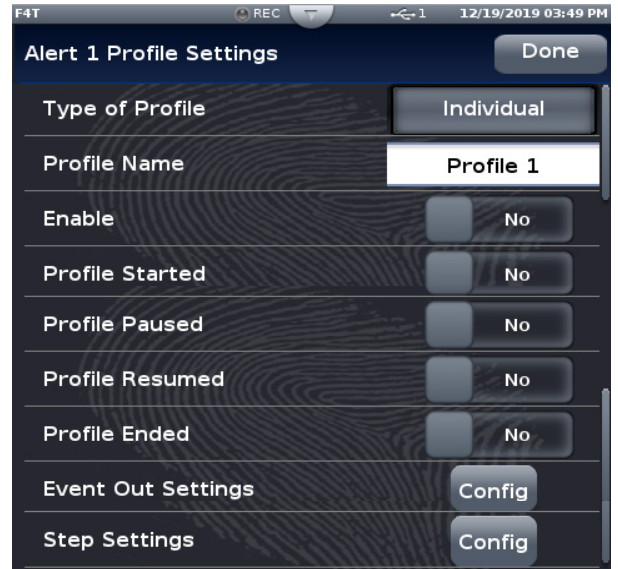 F4T REC 1 12/19/2019 03:49 PM
Alert 1 Profile Settings Done
Type of Profile Individual
Profile Name Profile 1
Enable No
Profile Started No
Profile Paused No
Profile Resumed No
Profile Ended No
Event Out Settings Config
Step Settings Config